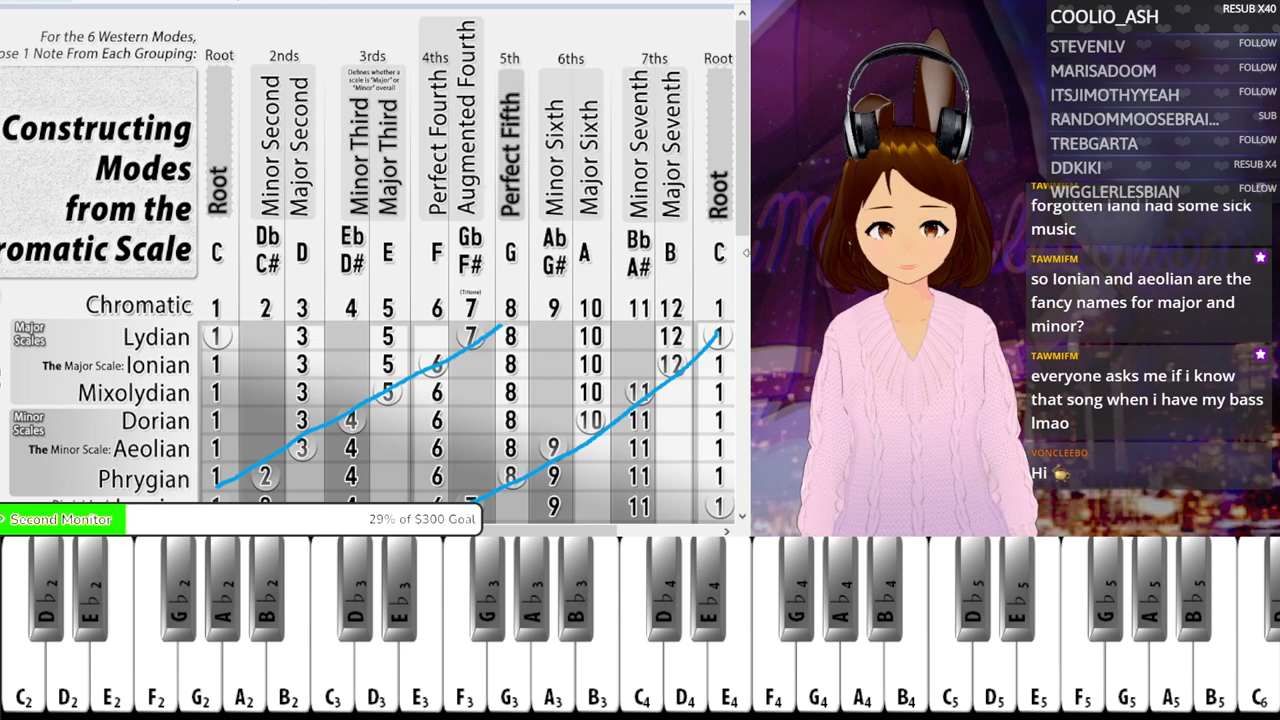 For the 6 Western Modes,
ose 1 Note From Each Grouping:
Constructing
Modes
from the
romatic Scale
Root 2nds 3rds 4ths 5th 6ths 7ths Root
Defines whether a
scale is "Major" or
"Minor" overall
Root
Minor Second
Major Second
Minor Third
Major Third
Perfect Fourth
Augmented Fourth
Perfect Fifth
Minor Sixth
Major Sixth
Minor Seventh
Major Seventh
Root
C Db C# D Eb D# E F Gb F# G Ab G# A Bb A# B C
(Tritone)
Chromatic 1 2 3 4 5 6 7 8 9 10 11 12 1
Major Scales
Lydian 1 3 5 7 8 10 12 1
The Major Scale: Ionian 1 3 5 6 8 10 12 1
Mixolydian 1 3 5 6 8 10 11 1
Minor Scales
Dorian 1 3 4 6 8 10 11 1
The Minor Scale: Aeolian 1 3 4 6 8 9 11 1
Phrygian 1 2 4 6 8 9 11 1
9 11 1
Second Monitor
29% of $300 Goal
COOLIO_ASH RESUB X40
STEVENLV FOLLOW
MARISADOOM FOLLOW
ITSJIMOTHYYEAH FOLLOW
RANDOMMOOSEBRAI... SUB
TREBGARTA FOLLOW
DDKIKI RESUB X4
WIGGLERLESBIAN FOLLOW
forgotten land had some sick
music
TAWMIFM
so Ionian and aeolian are the
fancy names for major and
minor?
TAWMIFM
everyone asks me if i know
that song when i have my bass
lmao
VONCLEEBO
Hi
D♭2 E♭2 G♭2 A♭2 B♭2 D♭3 E♭3 G♭3 A♭3 B♭3 D♭4 E♭4 G♭4 A♭4 B♭4 D♭5 E♭5 G♭5 A♭5 B♭5
C2 D2 E2 F2 G2 A2 B2 C3 D3 E3 F3 G3 A3 B3 C4 D4 E4 F4 G4 A4 B4 C5 D5 E5 F5 G5 A5 B5 C6